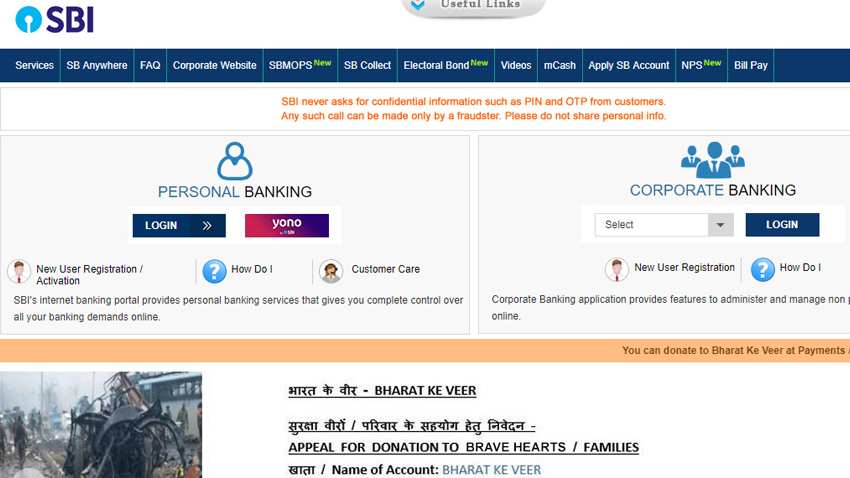 SBI
Useful Links
Services SB Anywhere FAQ Corporate Website SBMOPS New SB Collect Electoral Bond New Videos mCash Apply SB Account NPS New Bill Pay
SBI never asks for confidential information such as PIN and OTP from customers.
Any such call can be made only by a fraudster. Please do not share personal info.
PERSONAL BANKING
LOGIN
yono
by SBI
New User Registration /
Activation
How Do I
Customer Care
SBI's internet banking portal provides personal banking services that gives you complete control over
all your banking demands online.
CORPORATE BANKING
Select
LOGIN
New User Registration
How Do I
Corporate Banking application provides features to administer and manage non
online.
You can donate to Bharat Ke Veer at Payments
भारत के वीर - BHARAT KE VEER
सुरक्षा वीरों / परिवार के सहयोग हेतु निवेदन -
APPEAL FOR DONATION TO BRAVE HEARTS / FAMILIES
खाता / Name of Account: BHARAT KE VEER